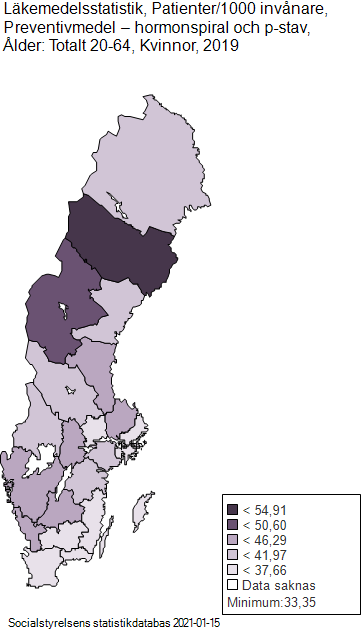 Läkemedelsstatistik, Patienter/1000 invånare,
Preventivmedel – hormonspiral och p-stav,
Ålder: Totalt 20-64, Kvinnor, 2019
< 54,91
< 50,60
< 46,29
< 41,97
< 37,66
Data saknas
Minimum:33,35
Socialstyrelsens statistikdatabas 2021-01-15